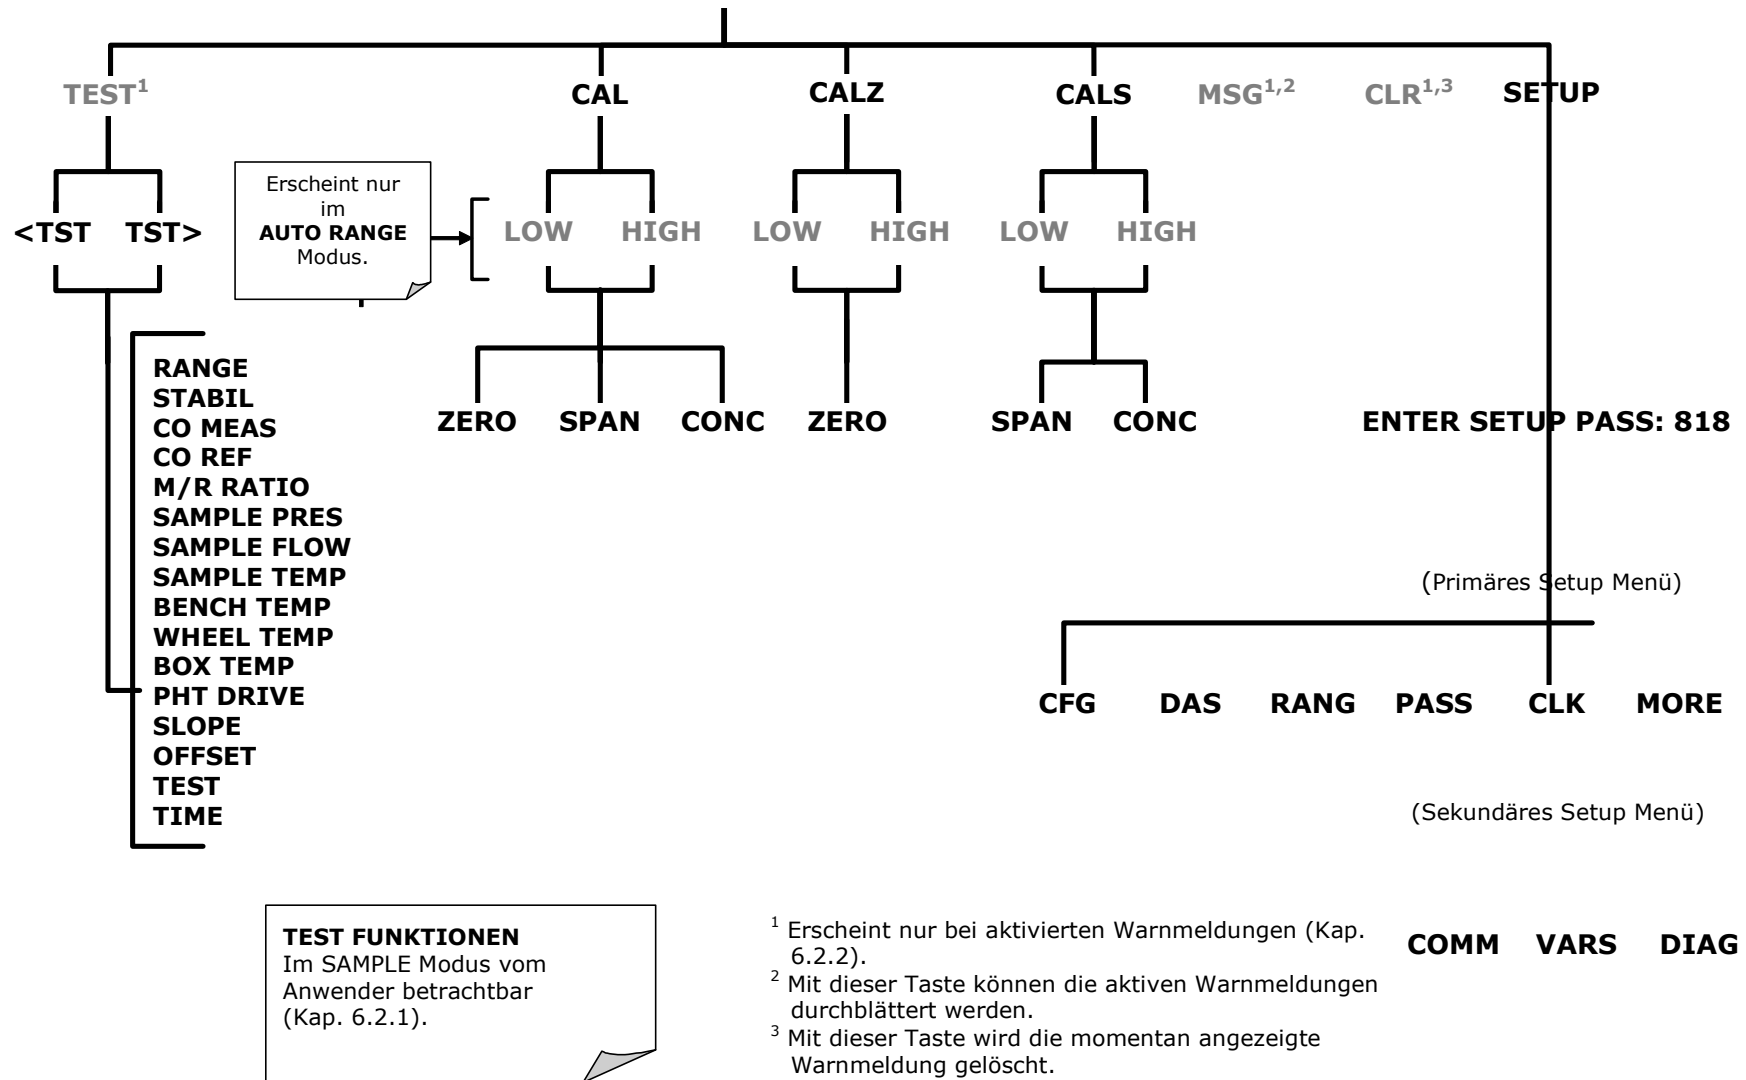 TEST¹ CAL CALZ CALS MSG¹,² CLR¹,³ SETUP
<TST TST>
Erscheint nur
im
AUTO RANGE
Modus.
LOW HIGH LOW HIGH LOW HIGH
RANGE
STABIL
CO MEAS
CO REF
M/R RATIO
SAMPLE PRES
SAMPLE FLOW
SAMPLE TEMP
BENCH TEMP
WHEEL TEMP
BOX TEMP
PHT DRIVE
SLOPE
OFFSET
TEST
TIME
ZERO SPAN CONC ZERO SPAN CONC ENTER SETUP PASS: 818
(Primäres Setup Menü)
CFG DAS RANG PASS CLK MORE
(Sekundäres Setup Menü)
COMM VARS DIAG
TEST FUNKTIONEN
Im SAMPLE Modus vom
Anwender betrachtbar
(Kap. 6.2.1).
¹ Erscheint nur bei aktivierten Warnmeldungen (Kap.
6.2.2).
² Mit dieser Taste können die aktiven Warnmeldungen
durchblättert werden.
³ Mit dieser Taste wird die momentan angezeigte
Warnmeldung gelöscht.